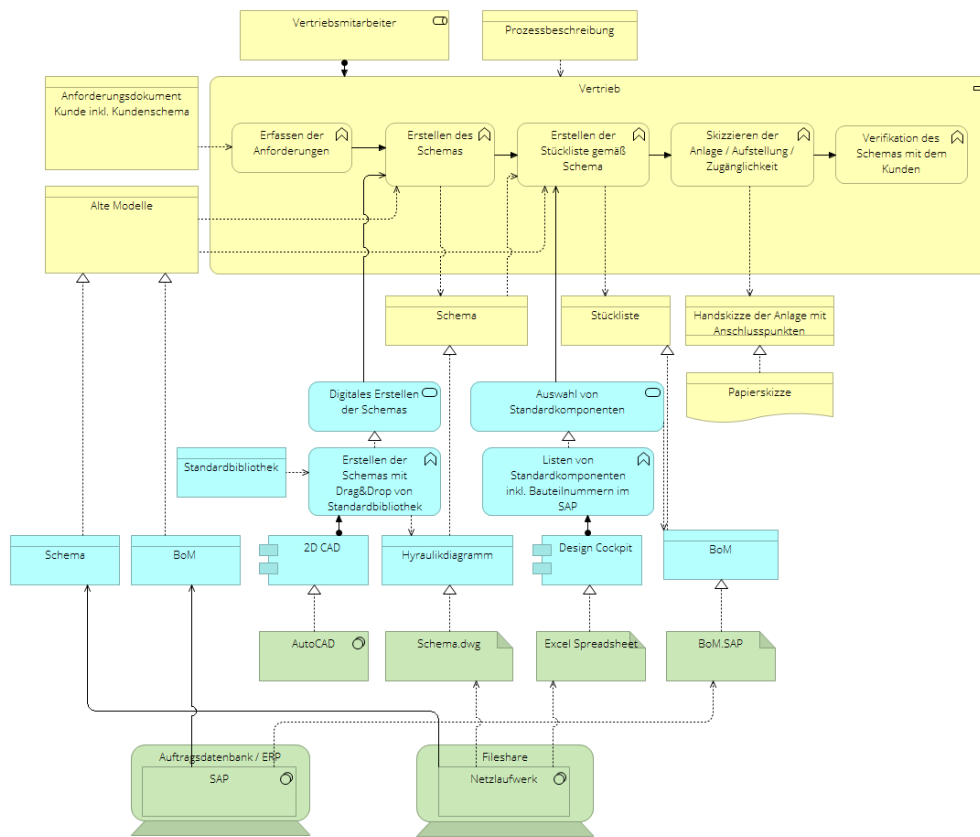 Vertriebsmitarbeiter
Prozessbeschreibung
Anforderungsdokument
Kunde inkl. Kundenschema
Vertrieb
Erfassen der
Anforderungen
Erstellen des
Schemas
Erstellen der
Stückliste gemäß
Schema
Skizzieren der
Anlage / Aufstellung /
Zugänglichkeit
Verifikation des
Schemas mit dem
Kunden
Alte Modelle
Schema
Stückliste
Handskizze der Anlage mit
Anschlusspunkten
Digitales Erstellen
der Schemas
Auswahl von
Standardkomponenten
Papierskizze
Standardbibliothek
Erstellen der
Schemas mit
Drag&Drop von
Standardbibliothek
Listen von
Standardkomponenten
inkl. Bauteilnummern im
SAP
Schema
BoM
2D CAD
Hyraulikdiagramm
Design Cockpit
BoM
AutoCAD
Schema.dwg
Excel Spreadsheet
BoM.SAP
Auftragsdatenbank / ERP
SAP
Fileshare
Netzlaufwerk